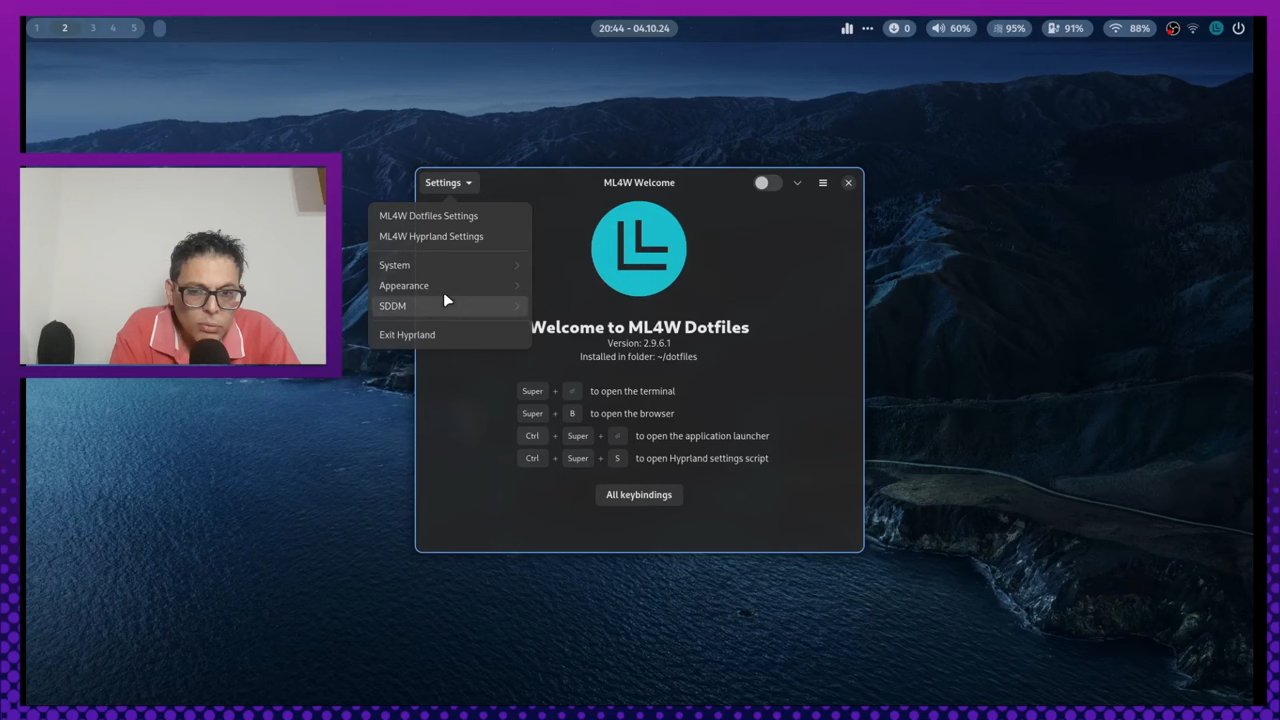 1 2 3 4 5
20:44 - 04.10.24
0 60% 95% 91% 88%
Settings
ML4W Welcome
ML4W Dotfiles Settings
ML4W Hyprland Settings
System
Appearance
SDDM
Exit Hyprland
Welcome to ML4W Dotfiles
Version: 2.9.6.1
Installed in folder: ~/dotfiles
Super + ⏎ to open the terminal
Super + B to open the browser
Ctrl + Super + ⏎ to open the application launcher
Ctrl + Super + S to open Hyprland settings script
All keybindings